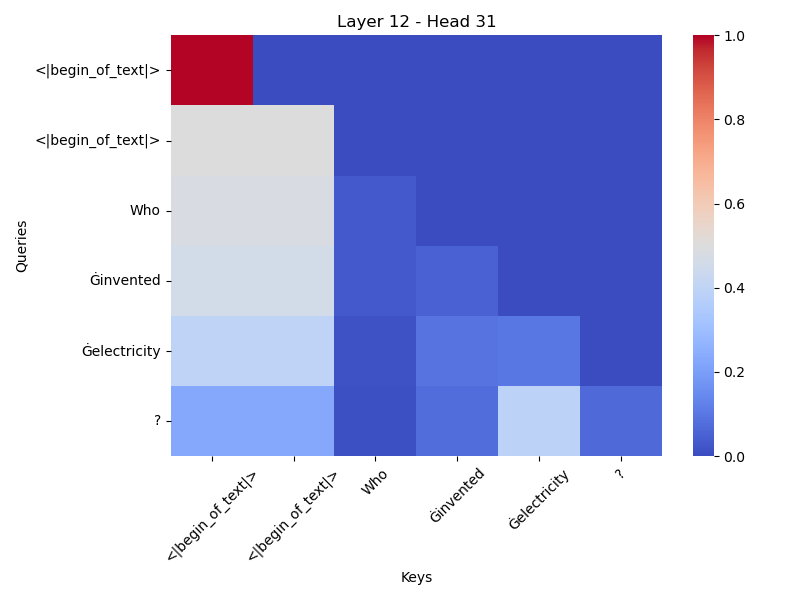 Layer 12 - Head 31
<|begin_of_text|>
<|begin_of_text|>
Who
Ġinvented
Ġelectricity
?
Queries
<|begin_of_text|>
<|begin_of_text|>
Who
Ġinvented
Ġelectricity
?
Keys
1.0
0.8
0.6
0.4
0.2
0.0